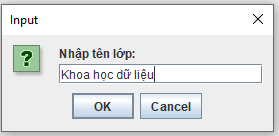 Input
Nhập tên lớp:
Khoa học dữ liệu
OK Cancel